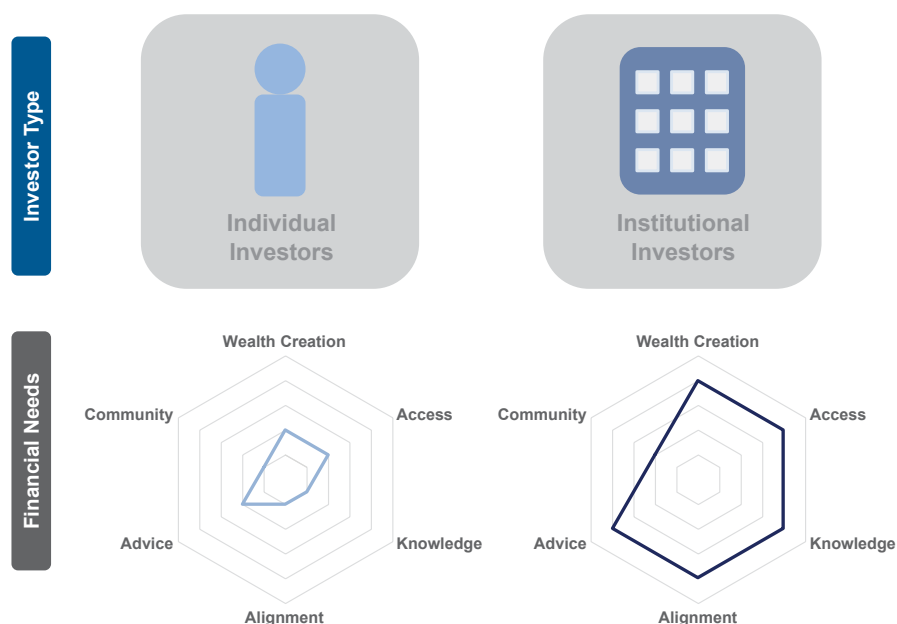 Investor Type
Individual
Investors
Institutional
Investors
Financial Needs
Wealth Creation
Community
Access
Advice
Knowledge
Alignment
Wealth Creation
Community
Access
Advice
Knowledge
Alignment